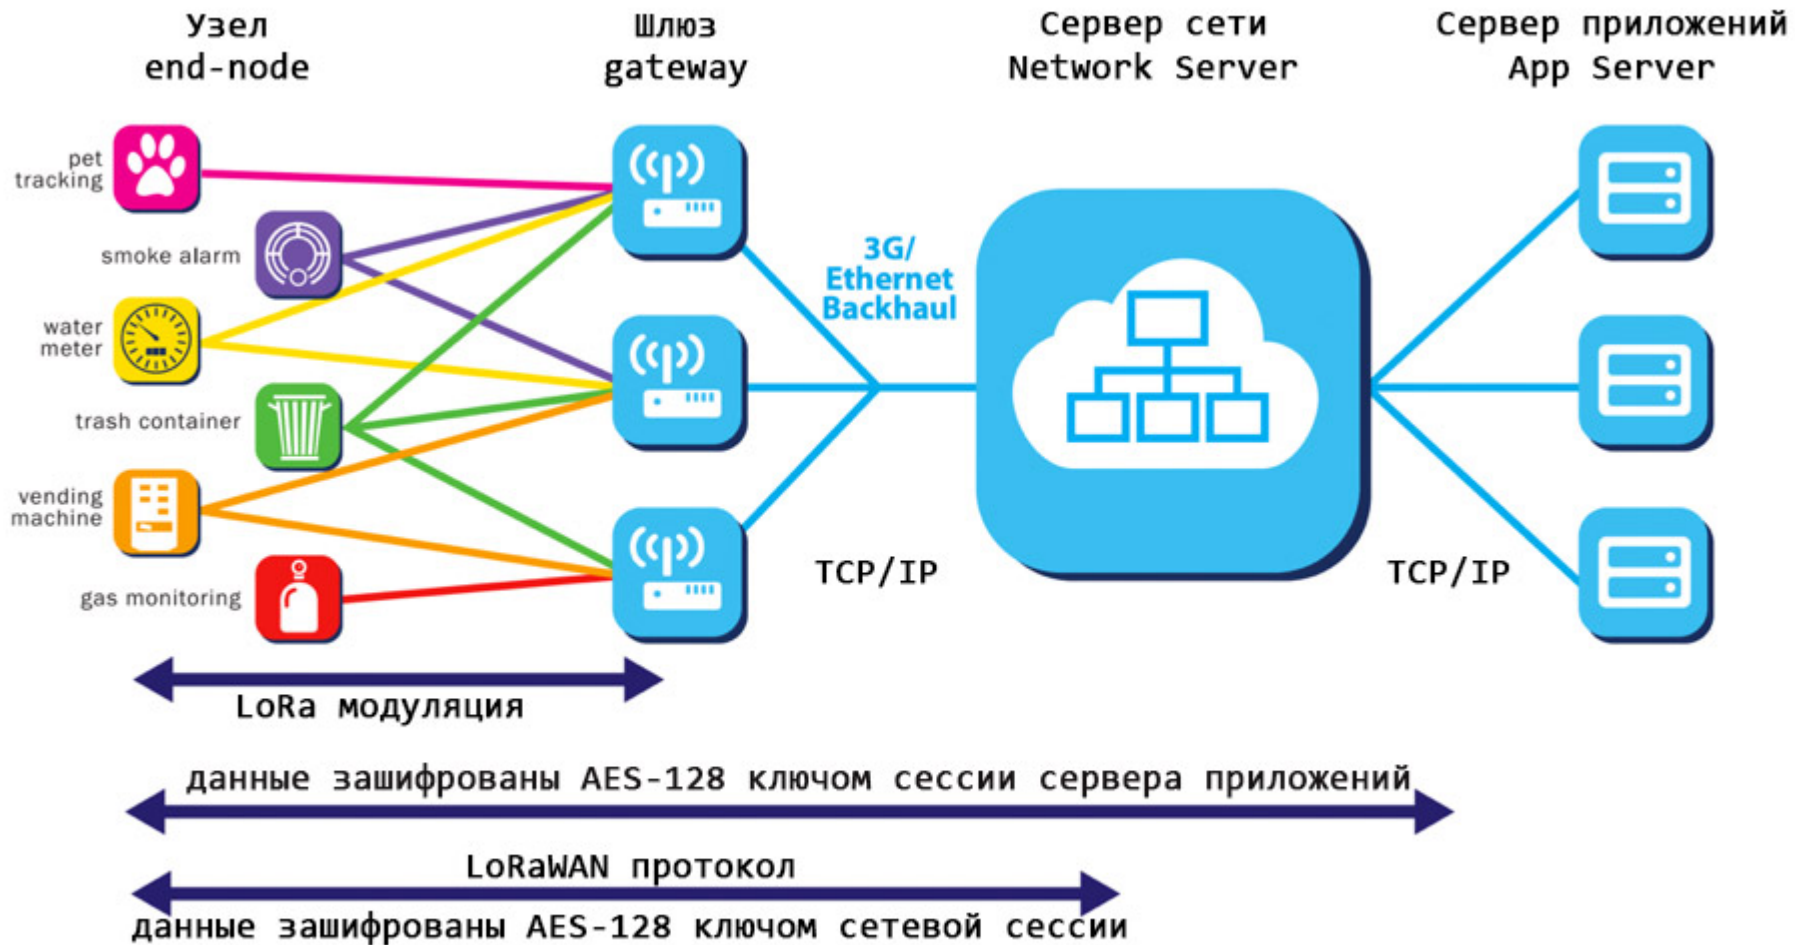 Узел
end-node
Шлюз
gateway
Сервер сети
Network Server
Сервер приложений
App Server
pet
tracking
smoke alarm
water
meter
trash container
vending
machine
gas monitoring
3G/
Ethernet
Backhaul
TCP/IP
TCP/IP
LoRa модуляция
данные зашифрованы AES-128 ключом сессии сервера приложений
LoRaWAN протокол
данные зашифрованы AES-128 ключом сетевой сессии